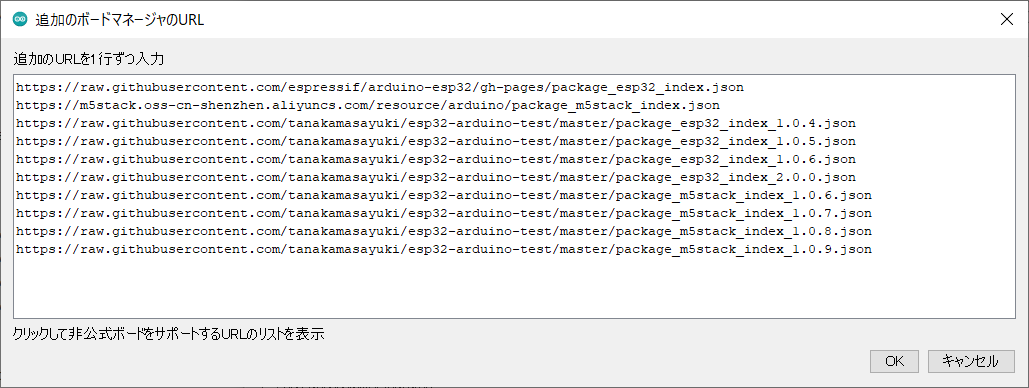 追加のボードマネージャのURL
追加のURLを1行ずつ入力
https://raw.githubusercontent.com/espressif/arduino-esp32/gh-pages/package_esp32_index.json
https://m5stack.oss-cn-shenzhen.aliyuncs.com/resource/arduino/package_m5stack_index.json
https://raw.githubusercontent.com/tanakamasayuki/esp32-arduino-test/master/package_esp32_index_1.0.4.json
https://raw.githubusercontent.com/tanakamasayuki/esp32-arduino-test/master/package_esp32_index_1.0.5.json
https://raw.githubusercontent.com/tanakamasayuki/esp32-arduino-test/master/package_esp32_index_1.0.6.json
https://raw.githubusercontent.com/tanakamasayuki/esp32-arduino-test/master/package_esp32_index_2.0.0.json
https://raw.githubusercontent.com/tanakamasayuki/esp32-arduino-test/master/package_m5stack_index_1.0.6.json
https://raw.githubusercontent.com/tanakamasayuki/esp32-arduino-test/master/package_m5stack_index_1.0.7.json
https://raw.githubusercontent.com/tanakamasayuki/esp32-arduino-test/master/package_m5stack_index_1.0.8.json
https://raw.githubusercontent.com/tanakamasayuki/esp32-arduino-test/master/package_m5stack_index_1.0.9.json
クリックして非公式ボードをサポートするURLのリストを表示
OK キャンセル